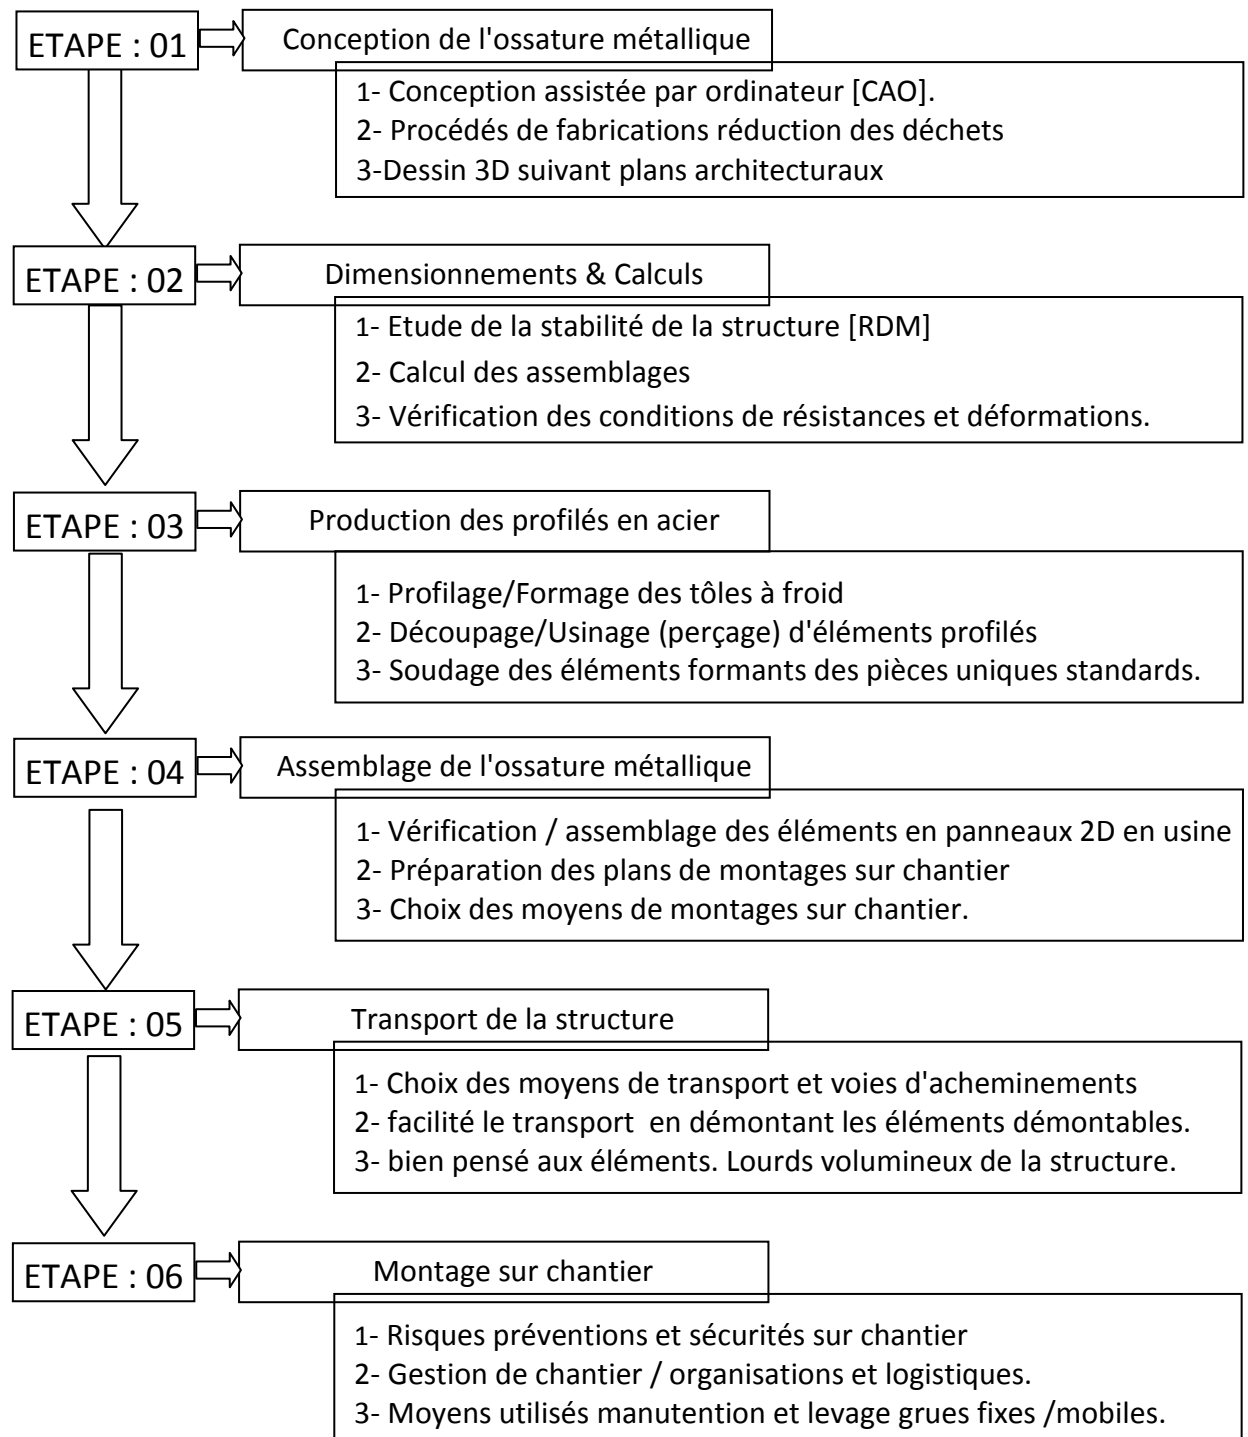 ETAPE : 01
Conception de l'ossature métallique
1- Conception assistée par ordinateur [CAO].
2- Procédés de fabrications réduction des déchets
3-Dessin 3D suivant plans architecturaux
ETAPE : 02
Dimensionnements & Calculs
1- Etude de la stabilité de la structure [RDM]
2- Calcul des assemblages
3- Vérification des conditions de résistances et déformations.
ETAPE : 03
Production des profilés en acier
1- Profilage/Formage des tôles à froid
2- Découpage/Usinage (perçage) d'éléments profilés
3- Soudage des éléments formants des pièces uniques standards.
ETAPE : 04
Assemblage de l'ossature métallique
1- Vérification / assemblage des éléments en panneaux 2D en usine
2- Préparation des plans de montages sur chantier
3- Choix des moyens de montages sur chantier.
ETAPE : 05
Transport de la structure
1- Choix des moyens de transport et voies d'acheminements
2- facilité le transport  en démontant les éléments démontables.
3- bien pensé aux éléments. Lourds volumineux de la structure.
ETAPE : 06
Montage sur chantier
1- Risques préventions et sécurités sur chantier
2- Gestion de chantier / organisations et logistiques.
3- Moyens utilisés manutention et levage grues fixes /mobiles.